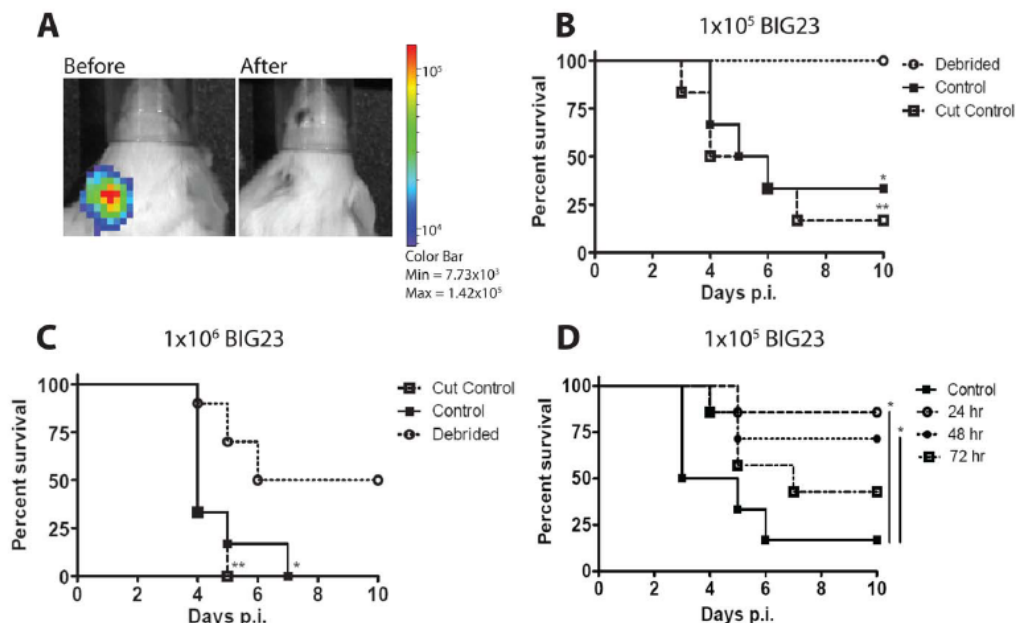 A
Before
After
10⁵
10⁴
Color Bar
Min = 7.73x10³
Max = 1.42x10⁵
B
1x10⁵ BIG23
Percent survival
100
75
50
25
0
0 2 4 6 8 10
Days p.i.
Debrided
Control
Cut Control
*
**
C
1x10⁶ BIG23
Percent survival
100
75
50
25
0
0 2 4 6 8 10
Days p.i.
Cut Control
Control
Debrided
**
*
D
1x10⁵ BIG23
Percent survival
100
75
50
25
0
0 2 4 6 8 10
Days p.i.
Control
24 hr
48 hr
72 hr
*
*